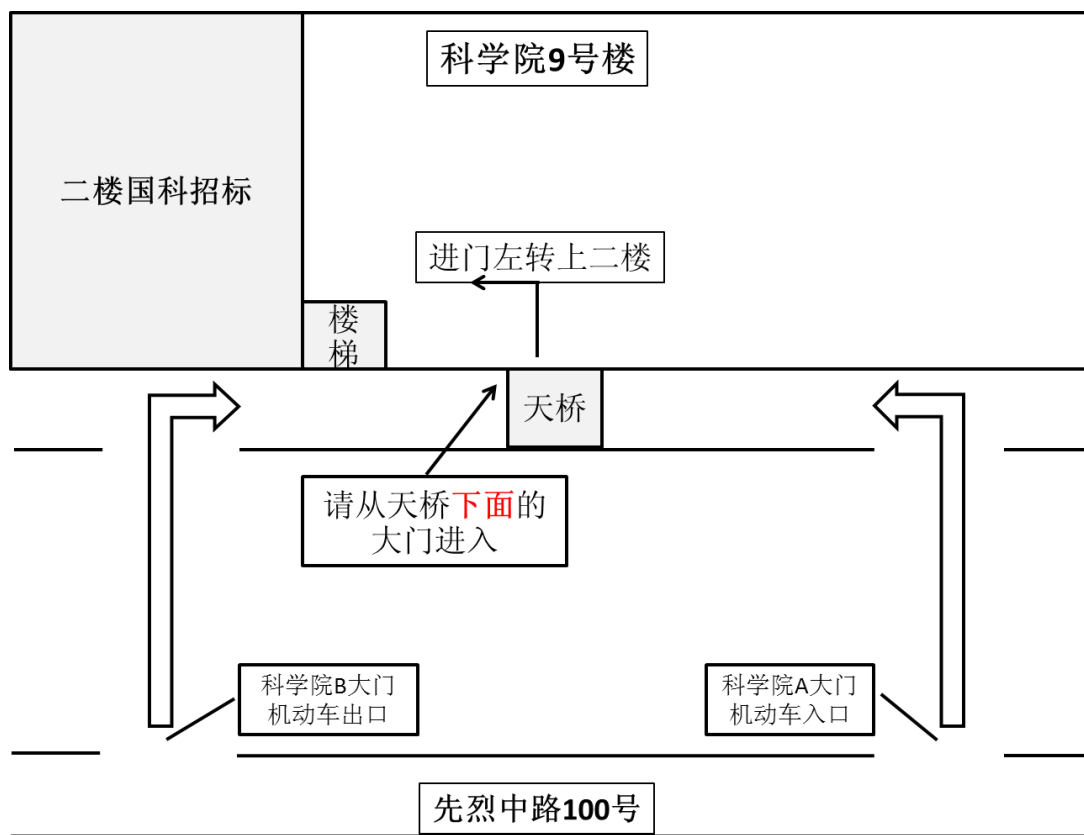 科学院9号楼
二楼国科招标
进门左转上二楼
楼
梯
天桥
请从天桥下面的
大门进入
科学院B大门
机动车出口
科学院A大门
机动车入口
先烈中路100号